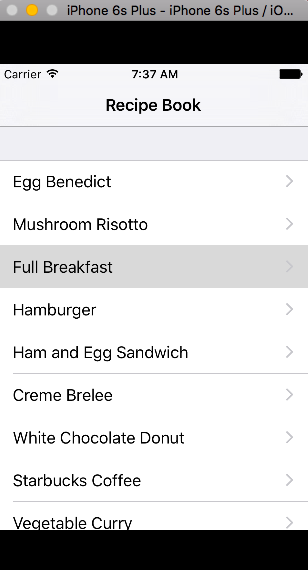 iPhone 6s Plus - iPhone 6s Plus / iO...
Carrier 7:37 AM
Recipe Book
Egg Benedict
Mushroom Risotto
Full Breakfast
Hamburger
Ham and Egg Sandwich
Creme Brelee
White Chocolate Donut
Starbucks Coffee
Vegetable Curry